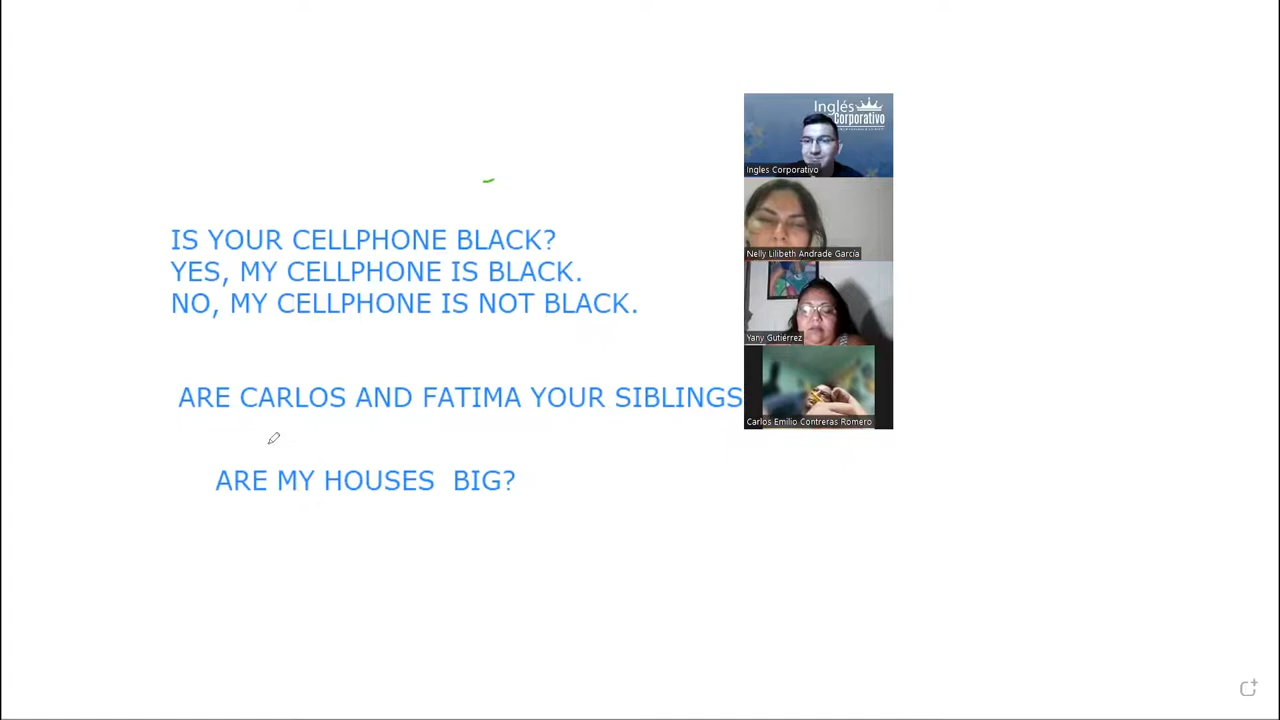 Inglés
Corporativo
Ingles Corporativo
Nelly Lilibeth Andrade García
IS YOUR CELLPHONE BLACK?
YES, MY CELLPHONE IS BLACK.
NO, MY CELLPHONE IS NOT BLACK.
Yany Gutiérrez
ARE CARLOS AND FATIMA YOUR SIBLINGS
Carlos Emilio Contreras Romero
ARE MY HOUSES BIG?